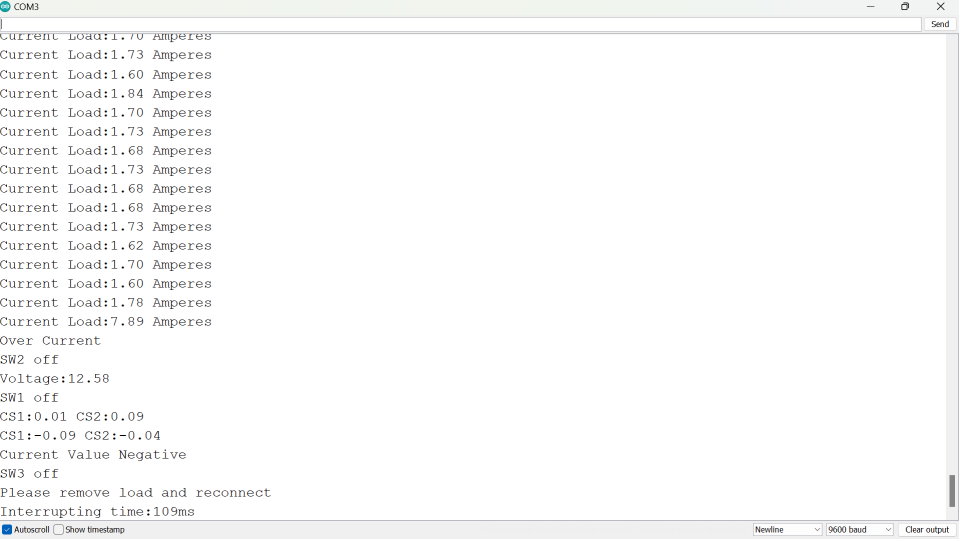 COM3
Send
Current Load:1.70 Amperes
Current Load:1.73 Amperes
Current Load:1.60 Amperes
Current Load:1.84 Amperes
Current Load:1.70 Amperes
Current Load:1.73 Amperes
Current Load:1.68 Amperes
Current Load:1.73 Amperes
Current Load:1.68 Amperes
Current Load:1.68 Amperes
Current Load:1.73 Amperes
Current Load:1.62 Amperes
Current Load:1.70 Amperes
Current Load:1.60 Amperes
Current Load:1.78 Amperes
Current Load:7.89 Amperes
Over Current
SW2 off
Voltage:12.58
SW1 off
CS1:0.01 CS2:0.09
CS1:-0.09 CS2:-0.04
Current Value Negative
SW3 off
Please remove load and reconnect
Interrupting time:109ms
Autoscroll Show timestamp Newline 9600 baud Clear output